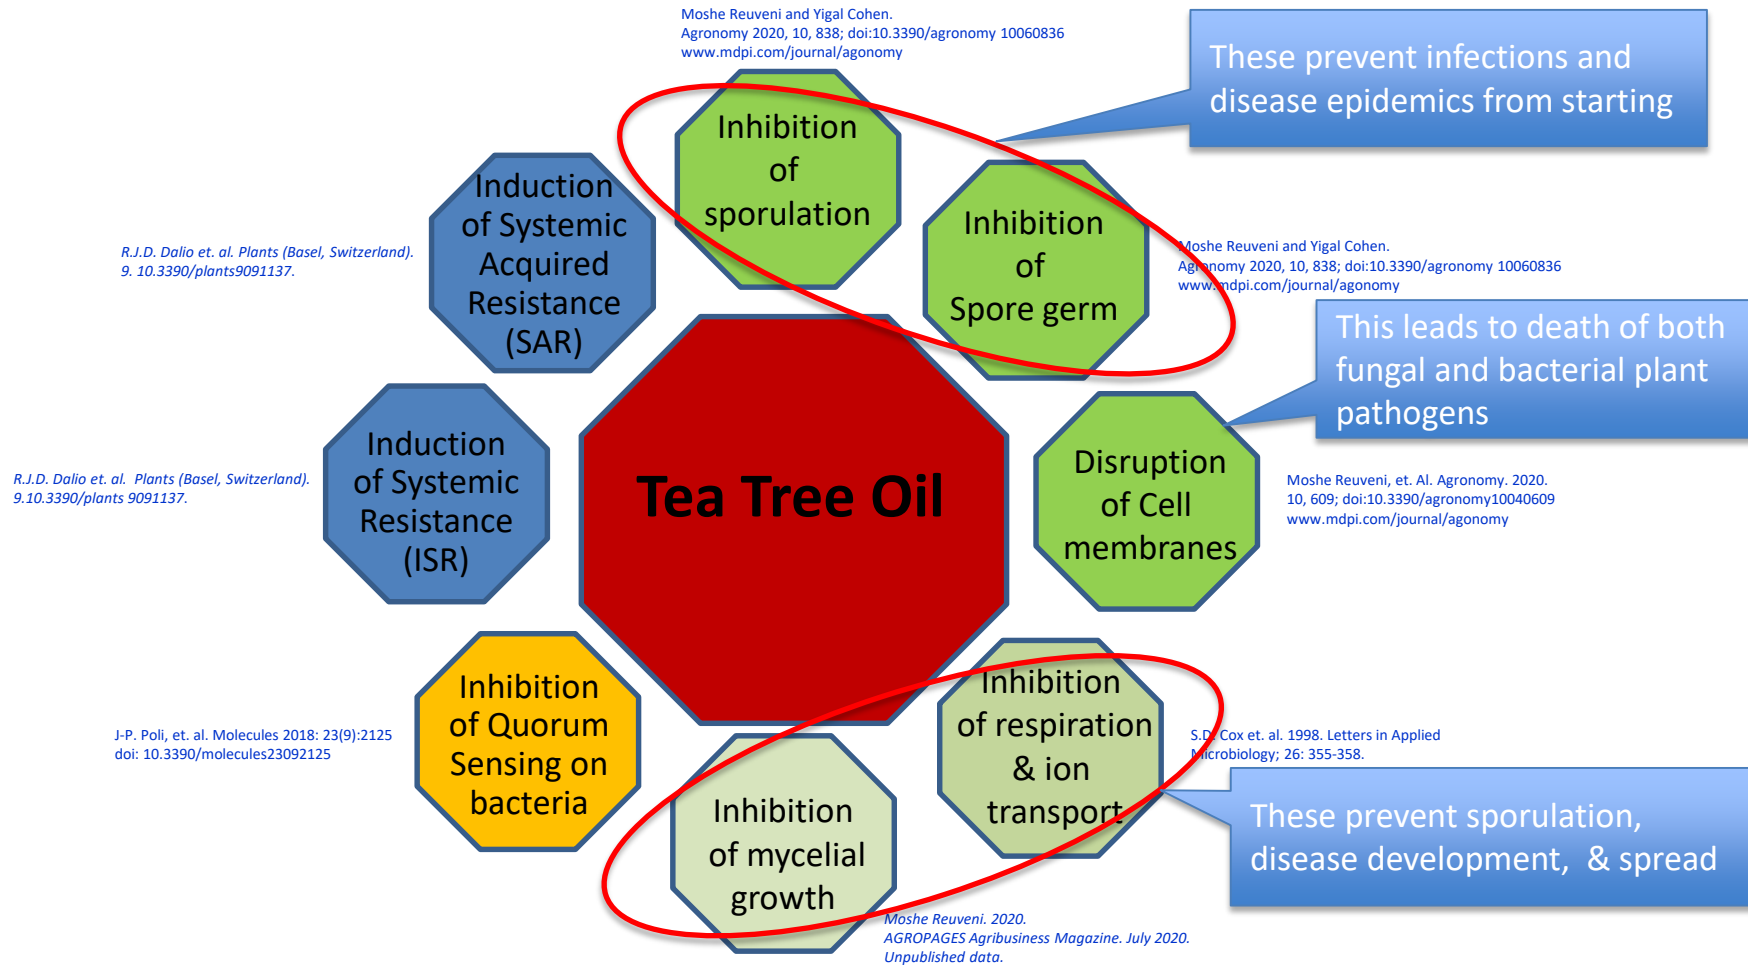 Moshe Reuveni and Yigal Cohen.
Agronomy 2020, 10, 838; doi:10.3390/agronomy 10060836
www.mdpi.com/journal/agonomy
These prevent infections and
disease epidemics from starting
Inhibition
of
sporulation
Induction
of Systemic
Acquired
Resistance
(SAR)
Inhibition
of
Spore germ
R.J.D. Dalio et. al. Plants (Basel, Switzerland).
9. 10.3390/plants9091137.
Moshe Reuveni and Yigal Cohen.
Agronomy 2020, 10, 838; doi:10.3390/agronomy 10060836
www.mdpi.com/journal/agonomy
This leads to death of both
fungal and bacterial plant
pathogens
Induction
of Systemic
Resistance
(ISR)
Tea Tree Oil
Disruption
of Cell
membranes
R.J.D. Dalio et. al. Plants (Basel, Switzerland).
9.10.3390/plants 9091137.
Moshe Reuveni, et. Al. Agronomy. 2020.
10, 609; doi:10.3390/agronomy10040609
www.mdpi.com/journal/agonomy
Inhibition
of Quorum
Sensing on
bacteria
Inhibition
of respiration
& ion
transport
J-P. Poli, et. al. Molecules 2018: 23(9):2125
doi: 10.3390/molecules23092125
S.D. Cox et. al. 1998. Letters in Applied
Microbiology; 26: 355-358.
Inhibition
of mycelial
growth
These prevent sporulation,
disease development, & spread
Moshe Reuveni. 2020.
AGROPAGES Agribusiness Magazine. July 2020.
Unpublished data.